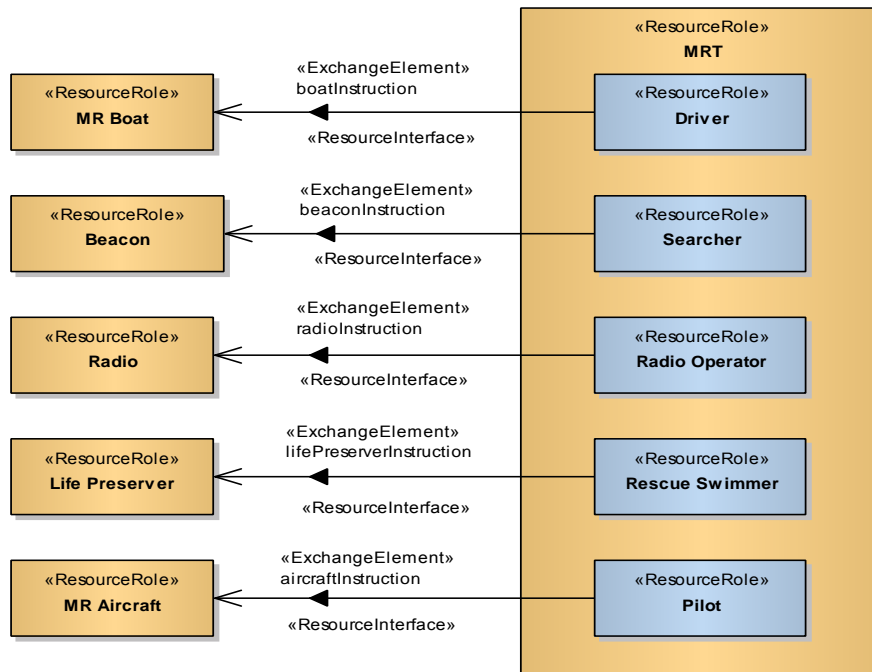 «ResourceRole»
MRT
«ResourceRole»
MR Boat
«ExchangeElement»
boatInstruction
«ResourceInterface»
«ResourceRole»
Driver
«ResourceRole»
Beacon
«ExchangeElement»
beaconInstruction
«ResourceInterface»
«ResourceRole»
Searcher
«ResourceRole»
Radio
«ExchangeElement»
radioInstruction
«ResourceInterface»
«ResourceRole»
Radio Operator
«ResourceRole»
Life Preserver
«ExchangeElement»
lifePreserverInstruction
«ResourceInterface»
«ResourceRole»
Rescue Swimmer
«ResourceRole»
MR Aircraft
«ExchangeElement»
aircraftInstruction
«ResourceInterface»
«ResourceRole»
Pilot